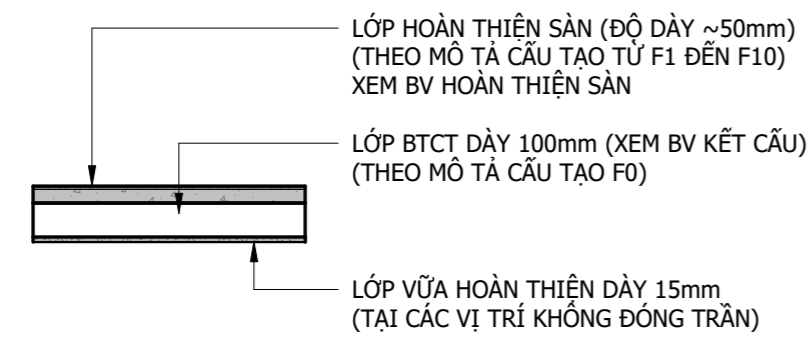 LỚP HOÀN THIỆN SÀN (ĐỘ DÀY ~50mm)
(THEO MÔ TẢ CẤU TẠO TỪ F1 ĐẾN F10)
XEM BV HOÀN THIỆN SÀN
LỚP BTCT DÀY 100mm (XEM BV KẾT CẤU)
(THEO MÔ TẢ CẤU TẠO F0)
LỚP VỮA HOÀN THIỆN DÀY 15mm
(TẠI CÁC VỊ TRÍ KHÔNG ĐÓNG TRẦN)